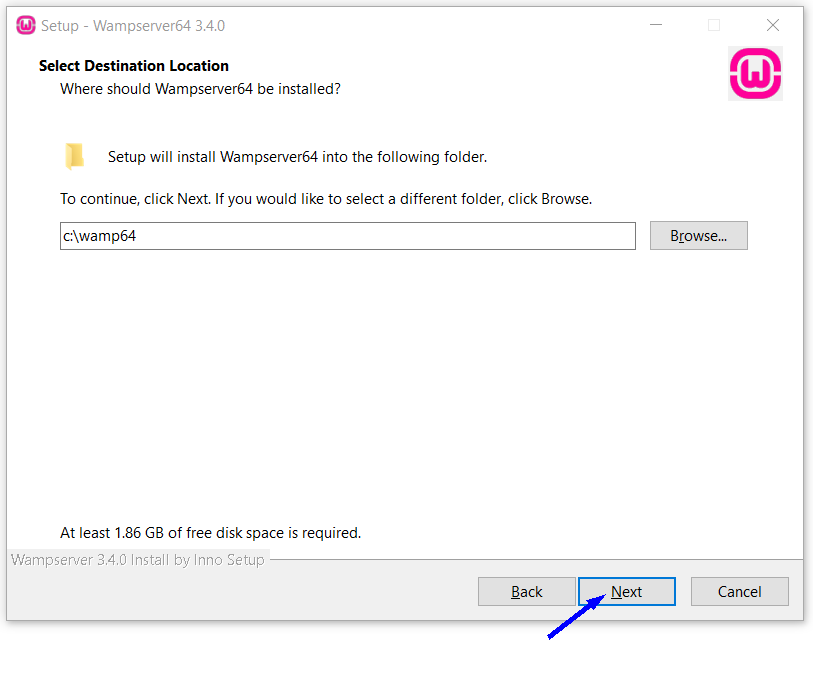 Setup - Wampserver64 3.4.0
Select Destination Location
Where should Wampserver64 be installed?
Setup will install Wampserver64 into the following folder.
To continue, click Next. If you would like to select a different folder, click Browse.
c:\wamp64
Browse...
At least 1.86 GB of free disk space is required.
Wampserver 3.4.0 Install by Inno Setup
Back
Next
Cancel